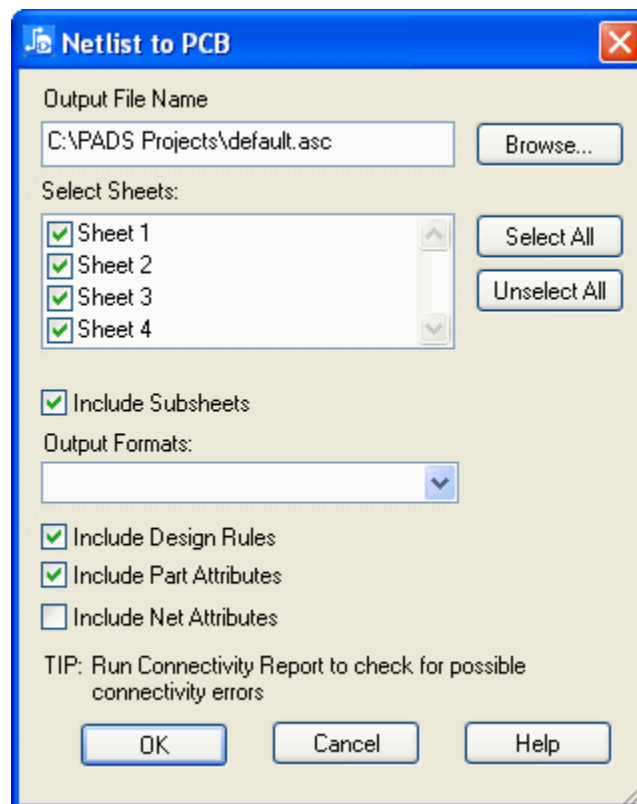 Netlist to PCB
Output File Name
C:\PADS Projects\default.asc
Browse...
Select Sheets:
Sheet 1
Sheet 2
Sheet 3
Sheet 4
Select All
Unselect All
Include Subsheets
Output Formats:
Include Design Rules
Include Part Attributes
Include Net Attributes
TIP: Run Connectivity Report to check for possible
connectivity errors
OK Cancel Help